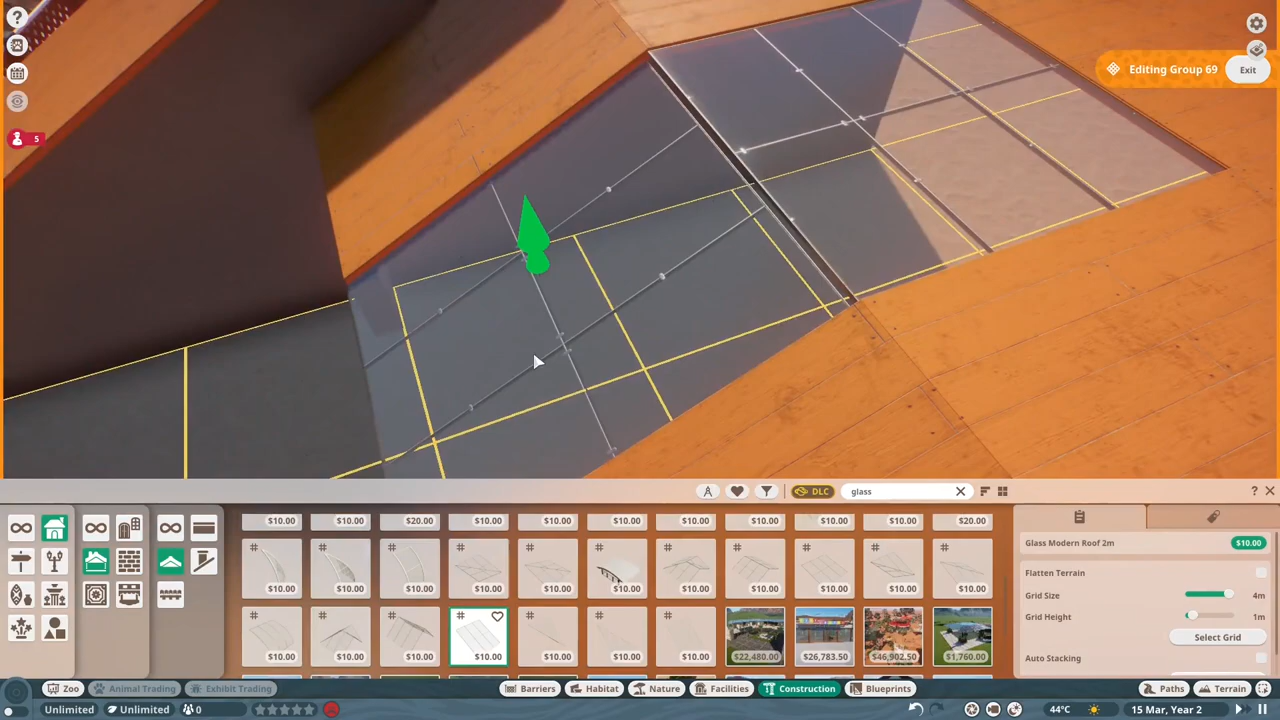 ?
Editing Group 69 Exit
5
DLC glass ? 
$10.00 $10.00 $20.00 $10.00 $10.00 $10.00 $10.00 $10.00 $10.00 $10.00 $20.00
$10.00 $10.00 $10.00 $10.00 $10.00 $10.00 $10.00 $10.00 $10.00 $10.00 $10.00
$10.00 $10.00 $10.00 $10.00 $10.00 $10.00 $10.00 $22,480.00 $26,783.50 $46,902.50 $1,760.00
Glass Modern Roof 2m $10.00
Flatten Terrain
Grid Size 4m
Grid Height 1m
Select Grid
Auto Stacking
Zoo Animal Trading Exhibit Trading Barriers Habitat Nature Facilities Construction Blueprints Paths Terrain
Unlimited Unlimited 0 44°C 15 Mar, Year 2